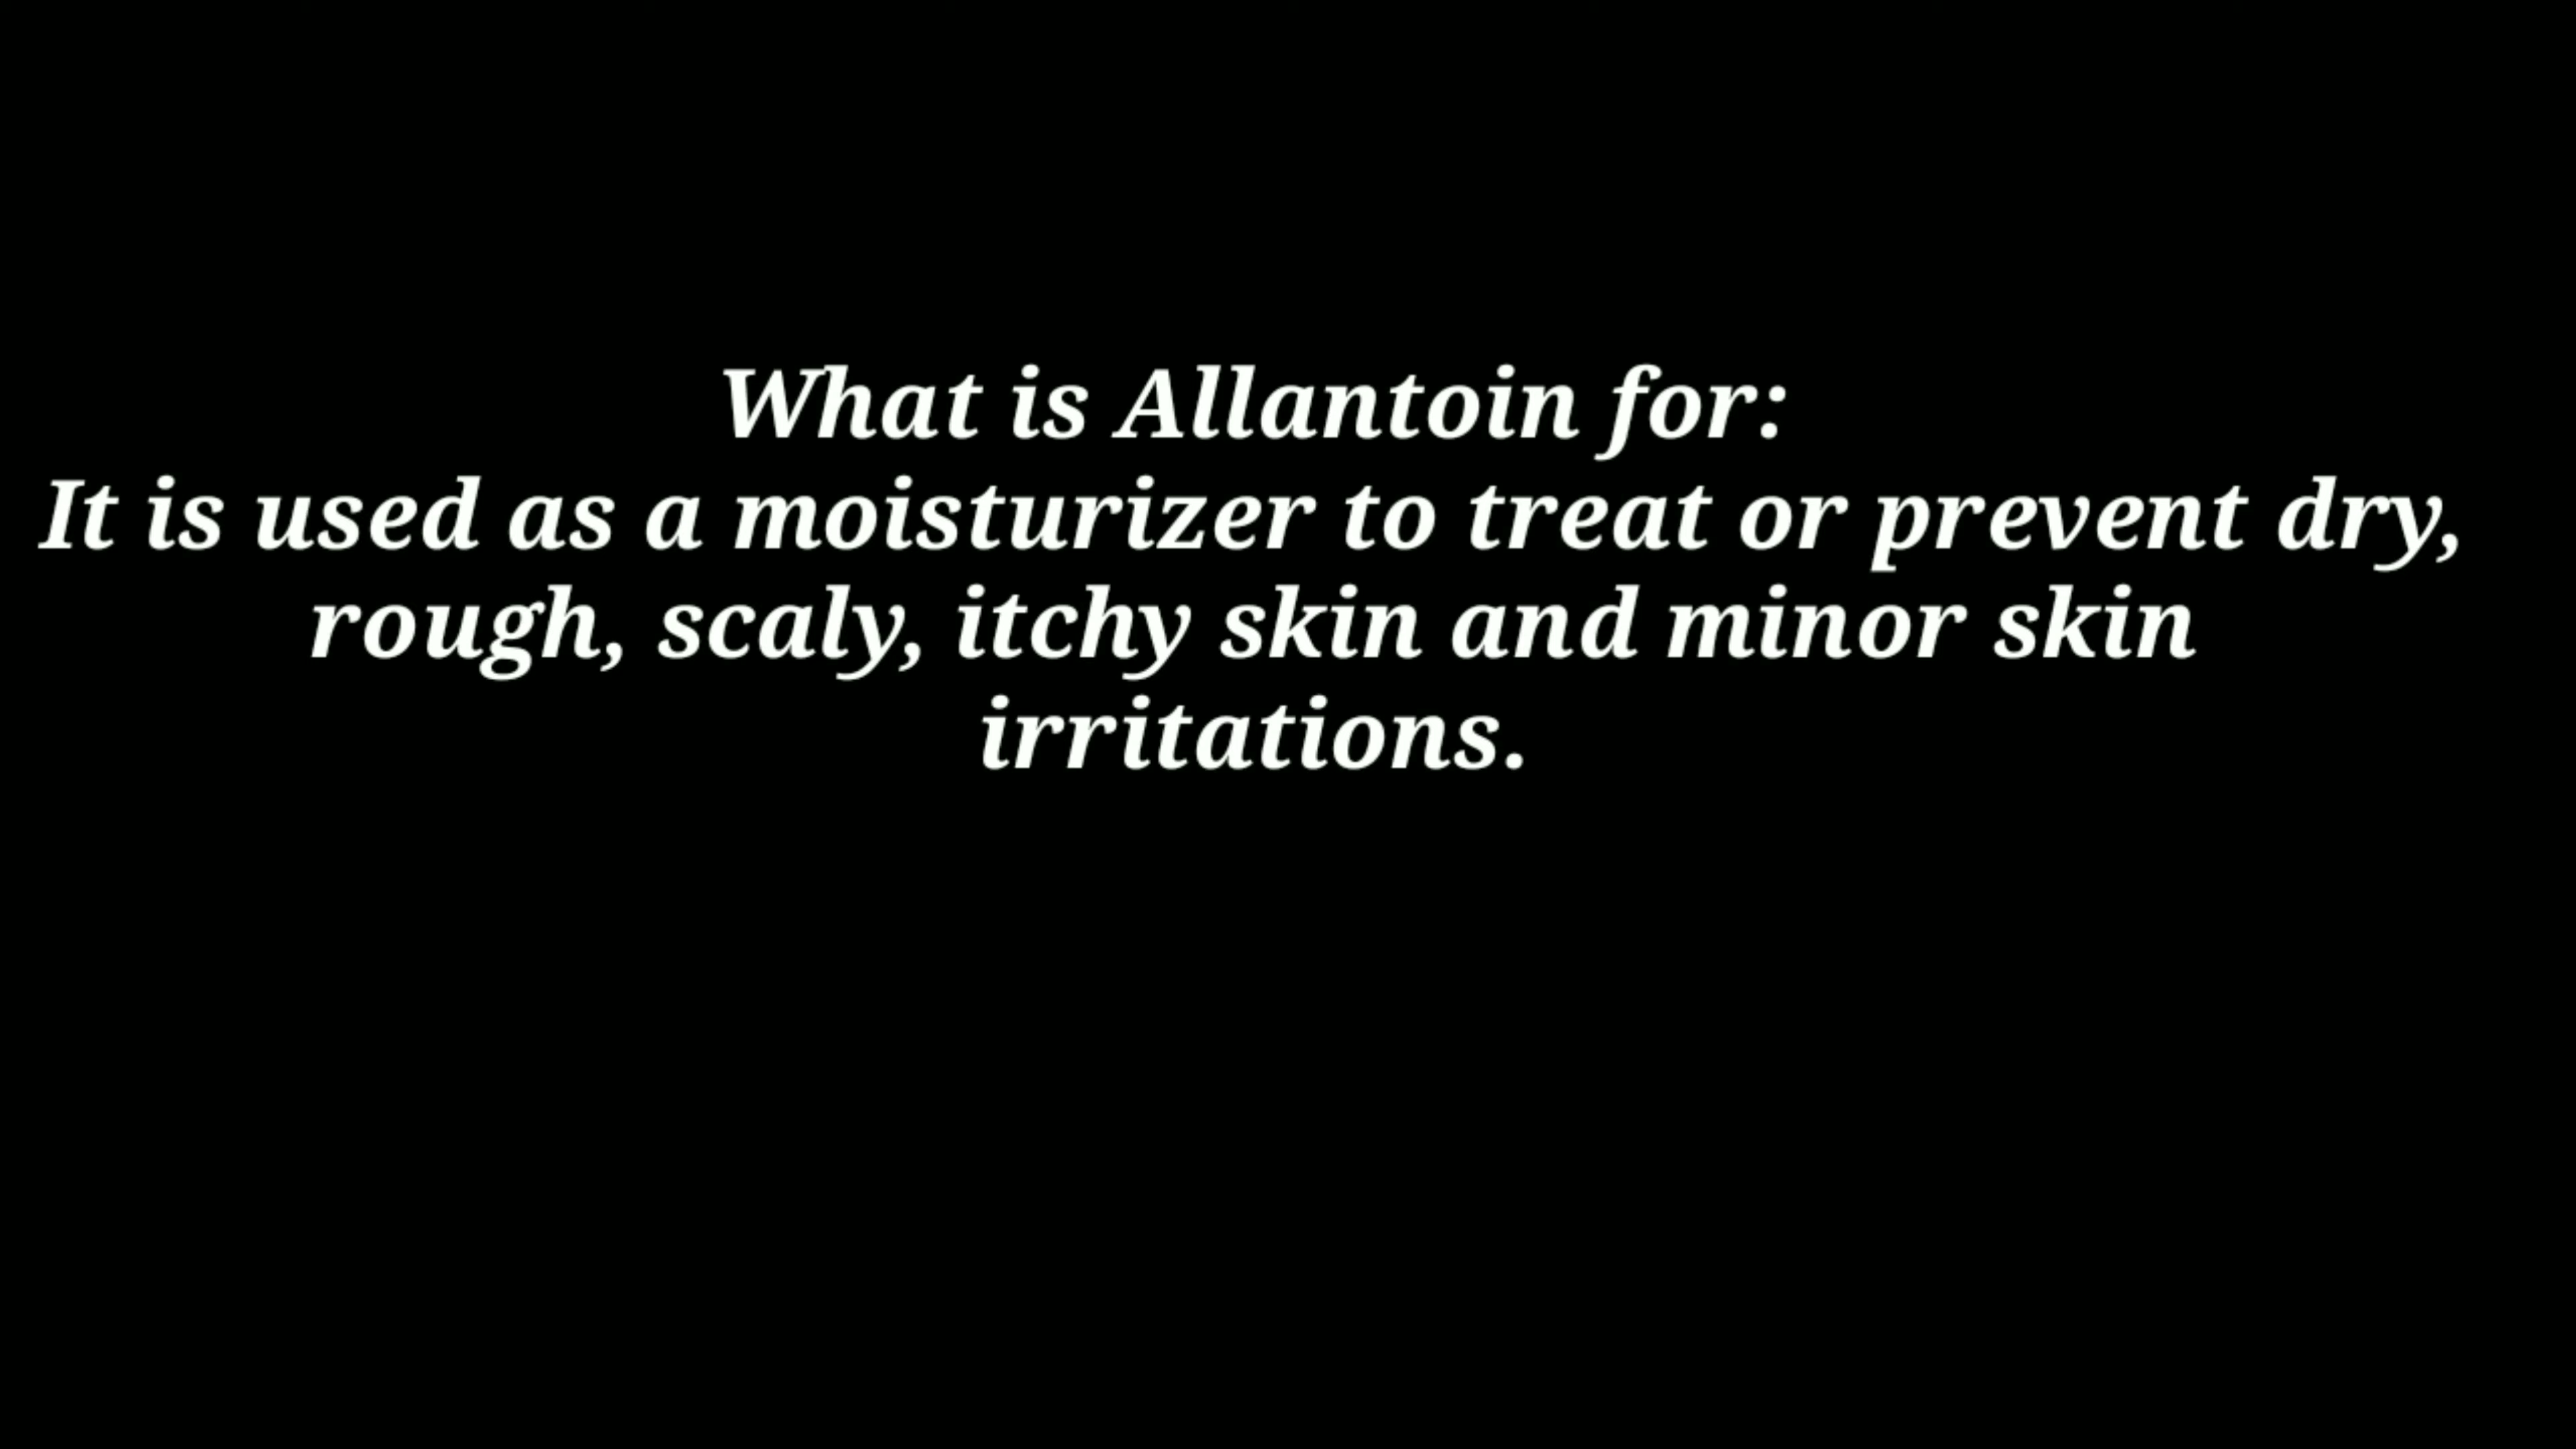 What is Allantoin for:
It is used as a moisturizer to treat or prevent dry,
rough, scaly, itchy skin and minor skin
irritations.